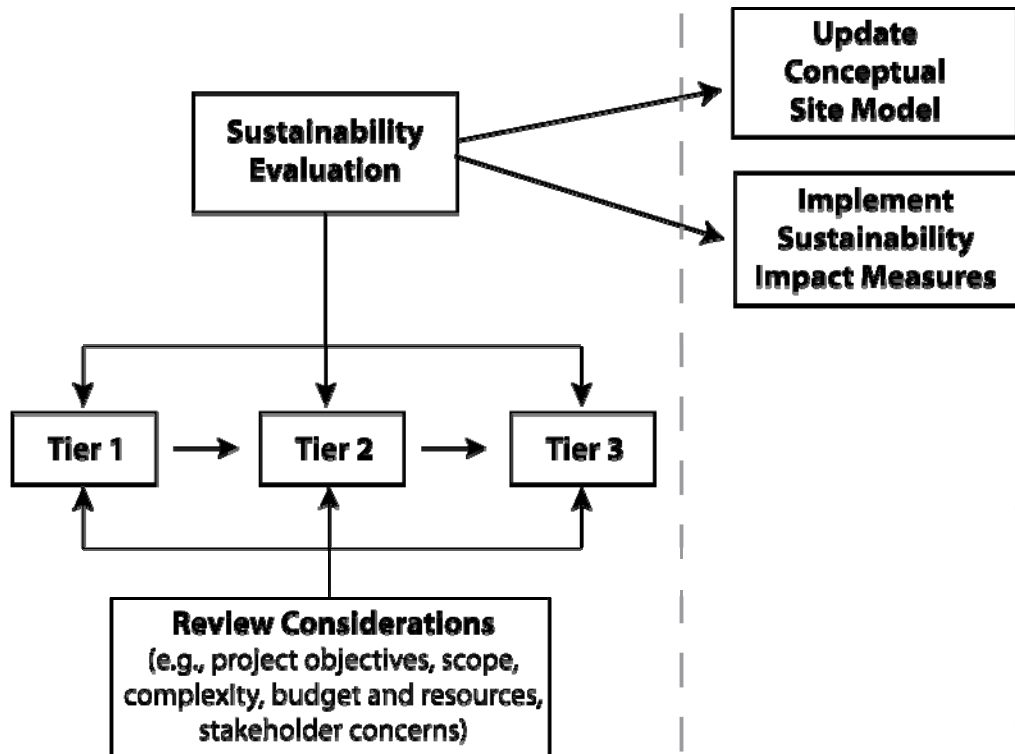 Update
Conceptual
Site Model
Sustainability
Evaluation
Implement
Sustainability
Impact Measures
Tier 1
Tier 2
Tier 3
Review Considerations
(e.g., project objectives, scope,
complexity, budget and resources,
stakeholder concerns)